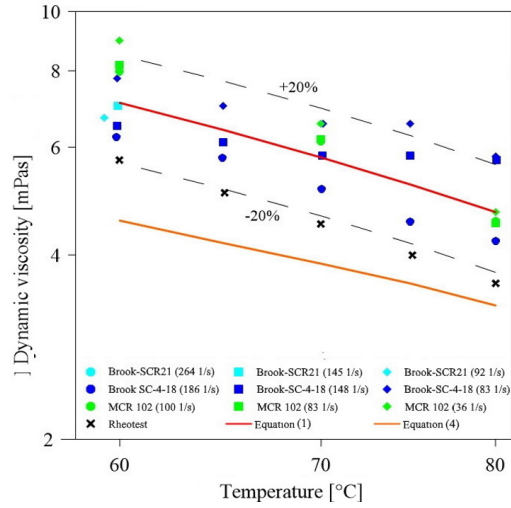 10
8
6
4
2
] Dynamic viscosity [mPas]
+20%
-20%
Brook-SCR21 (264 1/s) Brook-SCR21 (145 1/s) Brook-SCR21 (92 1/s)
Brook SC-4-18 (186 1/s) Brook-SC-4-18 (148 1/s) Brook-SC-4-18 (83 1/s)
MCR 102 (100 1/s) MCR 102 (83 1/s) MCR 102 (36 1/s)
Rheotest Equation (1) Equation (4)
60 70 80
Temperature [°C]